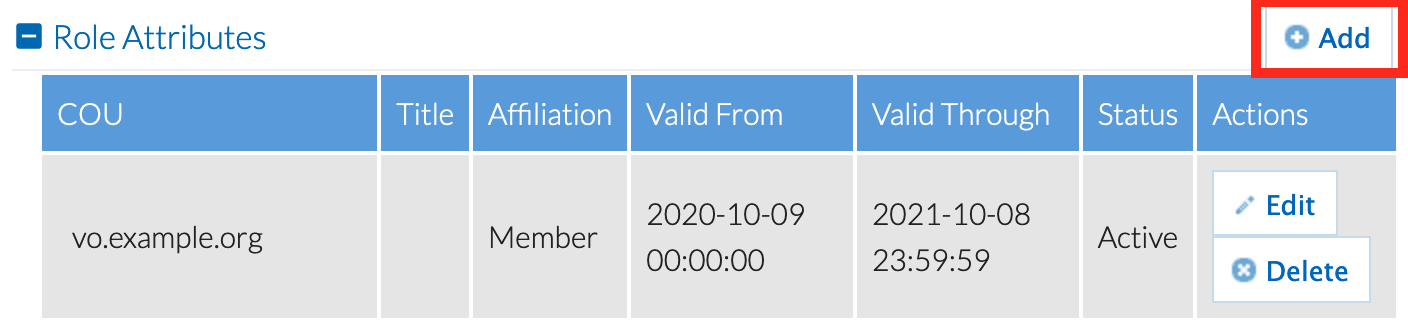 Role Attributes
Add
COU Title Affiliation Valid From Valid Through Status Actions
vo.example.org Member 2020-10-09 00:00:00 2021-10-08 23:59:59 Active Edit
Delete